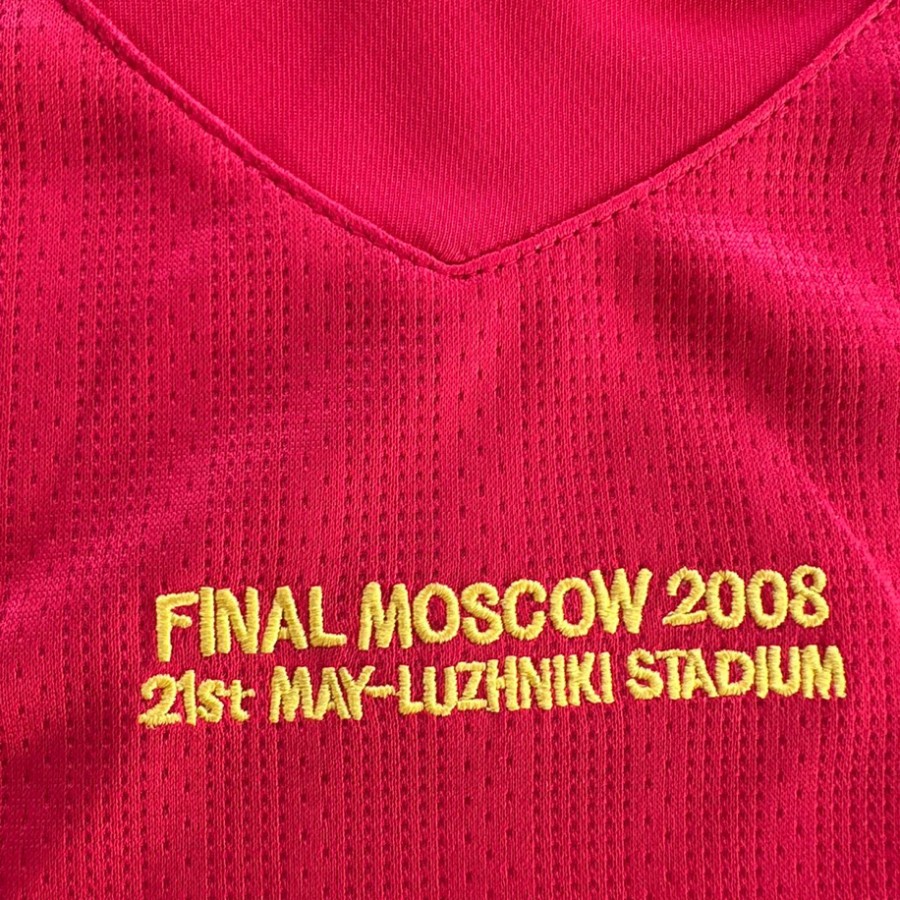 FINAL MOSCOW 2008
21st MAY-LUZHNIKI STADIUM